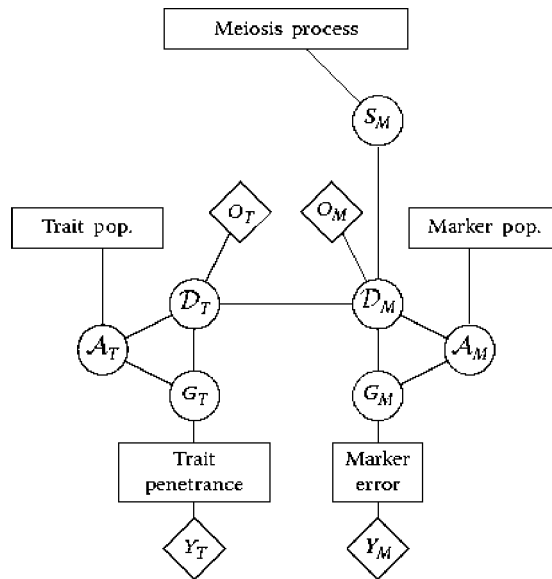 Meiosis process
S_M
O_T
O_M
Trait pop.
Marker pop.
𝒟_T
𝒟_M
𝒜_T
𝒜_M
G_T
G_M
Trait
penetrance
Marker
error
Y_T
Y_M